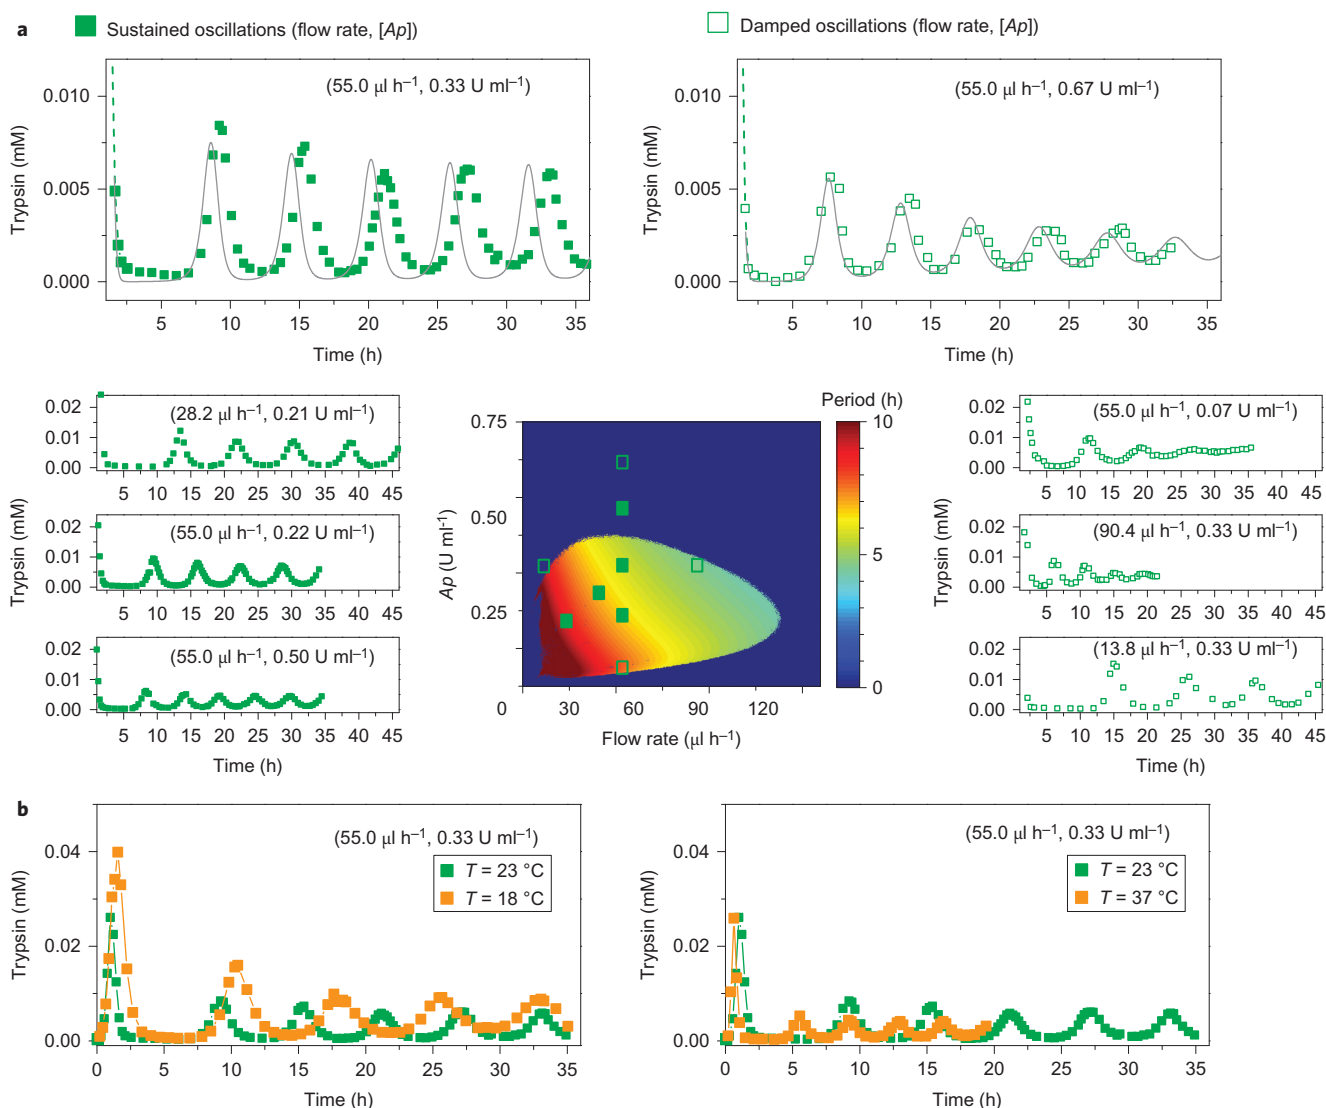 a
Sustained oscillations (flow rate, [Ap])
Damped oscillations (flow rate, [Ap])
(55.0 µl h⁻¹, 0.33 U ml⁻¹)
0.010
0.005
0.000
Trypsin (mM)
5 10 15 20 25 30 35
Time (h)
(55.0 µl h⁻¹, 0.67 U ml⁻¹)
0.010
0.005
0.000
Trypsin (mM)
5 10 15 20 25 30 35
Time (h)
(28.2 µl h⁻¹, 0.21 U ml⁻¹)
0.02
0.01
0.00
5 10 15 20 25 30 35 40 45
(55.0 µl h⁻¹, 0.22 U ml⁻¹)
0.02
0.01
0.00
Trypsin (mM)
5 10 15 20 25 30 35 40 45
(55.0 µl h⁻¹, 0.50 U ml⁻¹)
0.02
0.01
0.00
5 10 15 20 25 30 35 40 45
Time (h)
Period (h)
10
5
0
0.75
0.50
0.25
Ap (U ml⁻¹)
0 30 60 90 120
Flow rate (µl h⁻¹)
(55.0 µl h⁻¹, 0.07 U ml⁻¹)
0.02
0.01
0.00
5 10 15 20 25 30 35 40 45
(90.4 µl h⁻¹, 0.33 U ml⁻¹)
0.02
0.01
0.00
Trypsin (mM)
5 10 15 20 25 30 35 40 45
(13.8 µl h⁻¹, 0.33 U ml⁻¹)
0.02
0.01
0.00
5 10 15 20 25 30 35 40 45
Time (h)
b
(55.0 µl h⁻¹, 0.33 U ml⁻¹)
T = 23 °C
T = 18 °C
0.04
0.02
0.00
Trypsin (mM)
0 5 10 15 20 25 30 35
Time (h)
(55.0 µl h⁻¹, 0.33 U ml⁻¹)
T = 23 °C
T = 37 °C
0.04
0.02
0.00
Trypsin (mM)
0 5 10 15 20 25 30 35
Time (h)